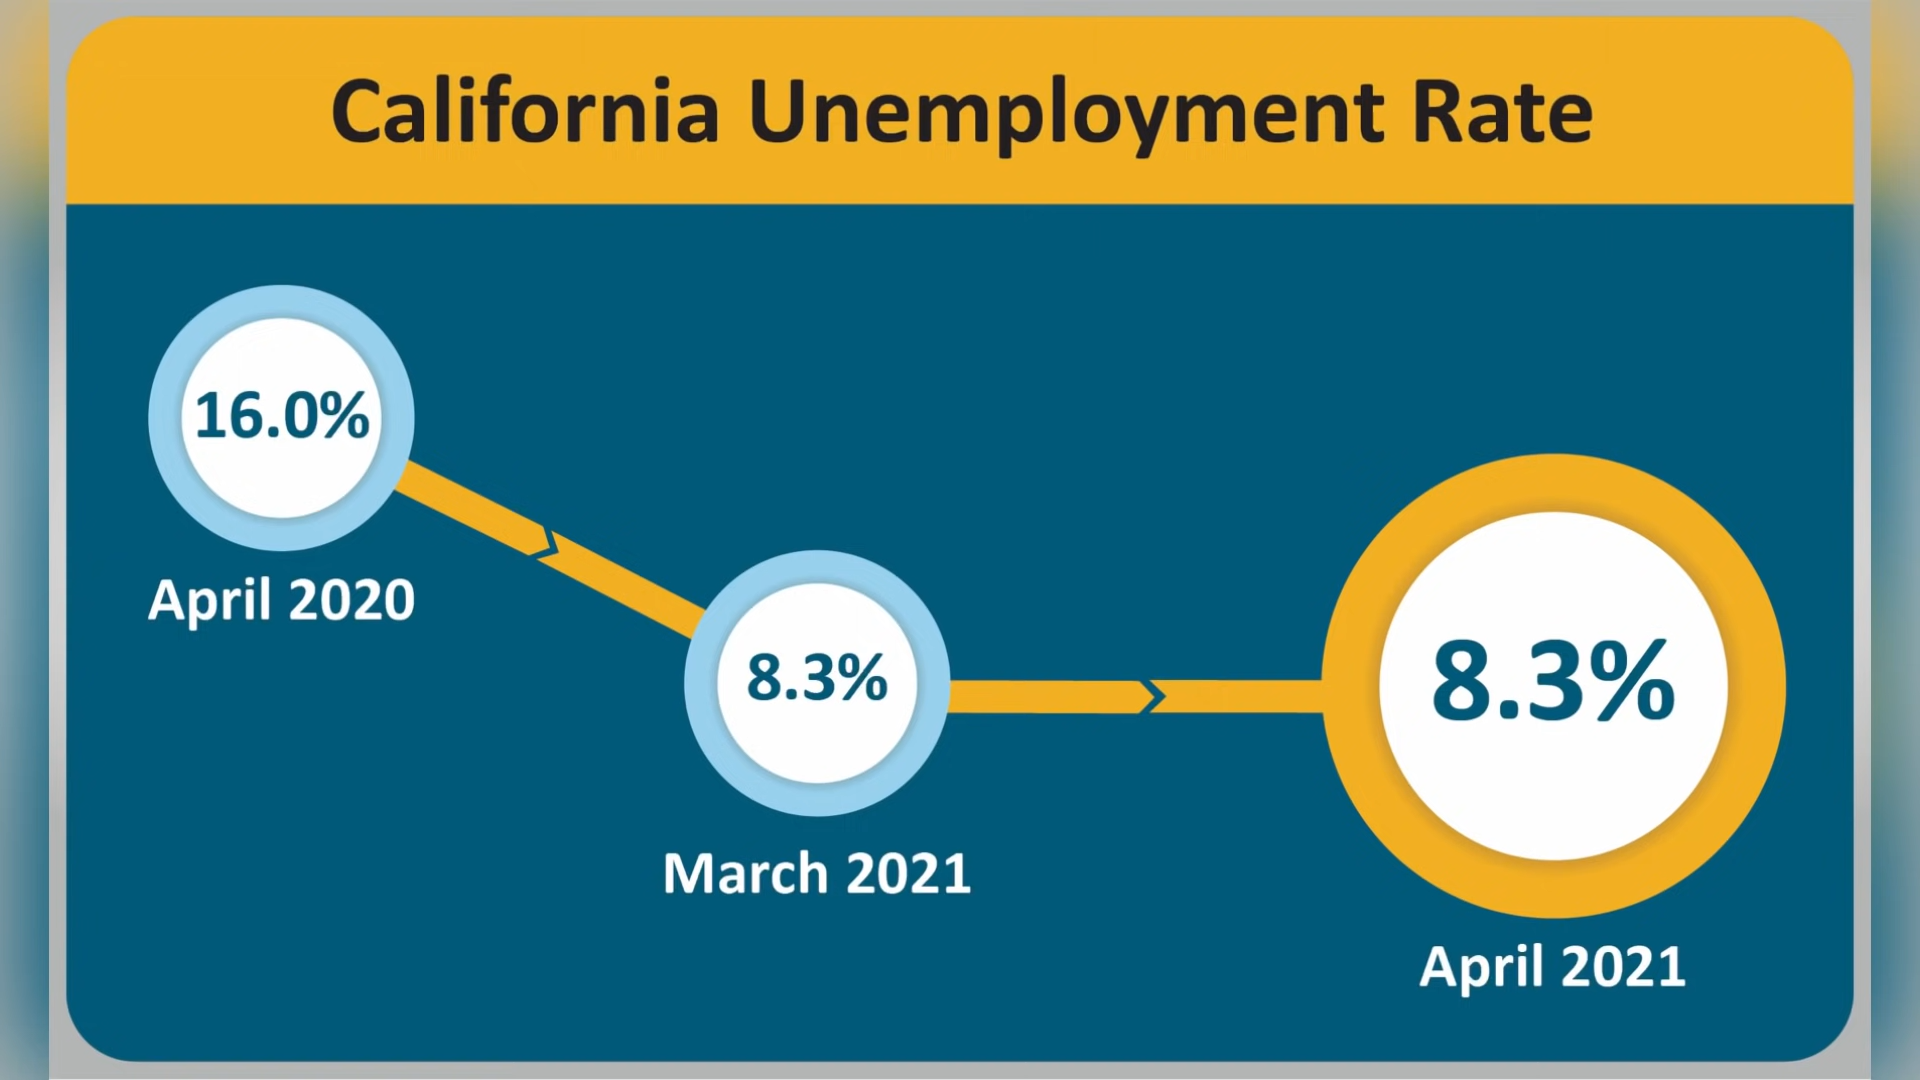 California Unemployment Rate
16.0%
April 2020
8.3%
March 2021
8.3%
April 2021